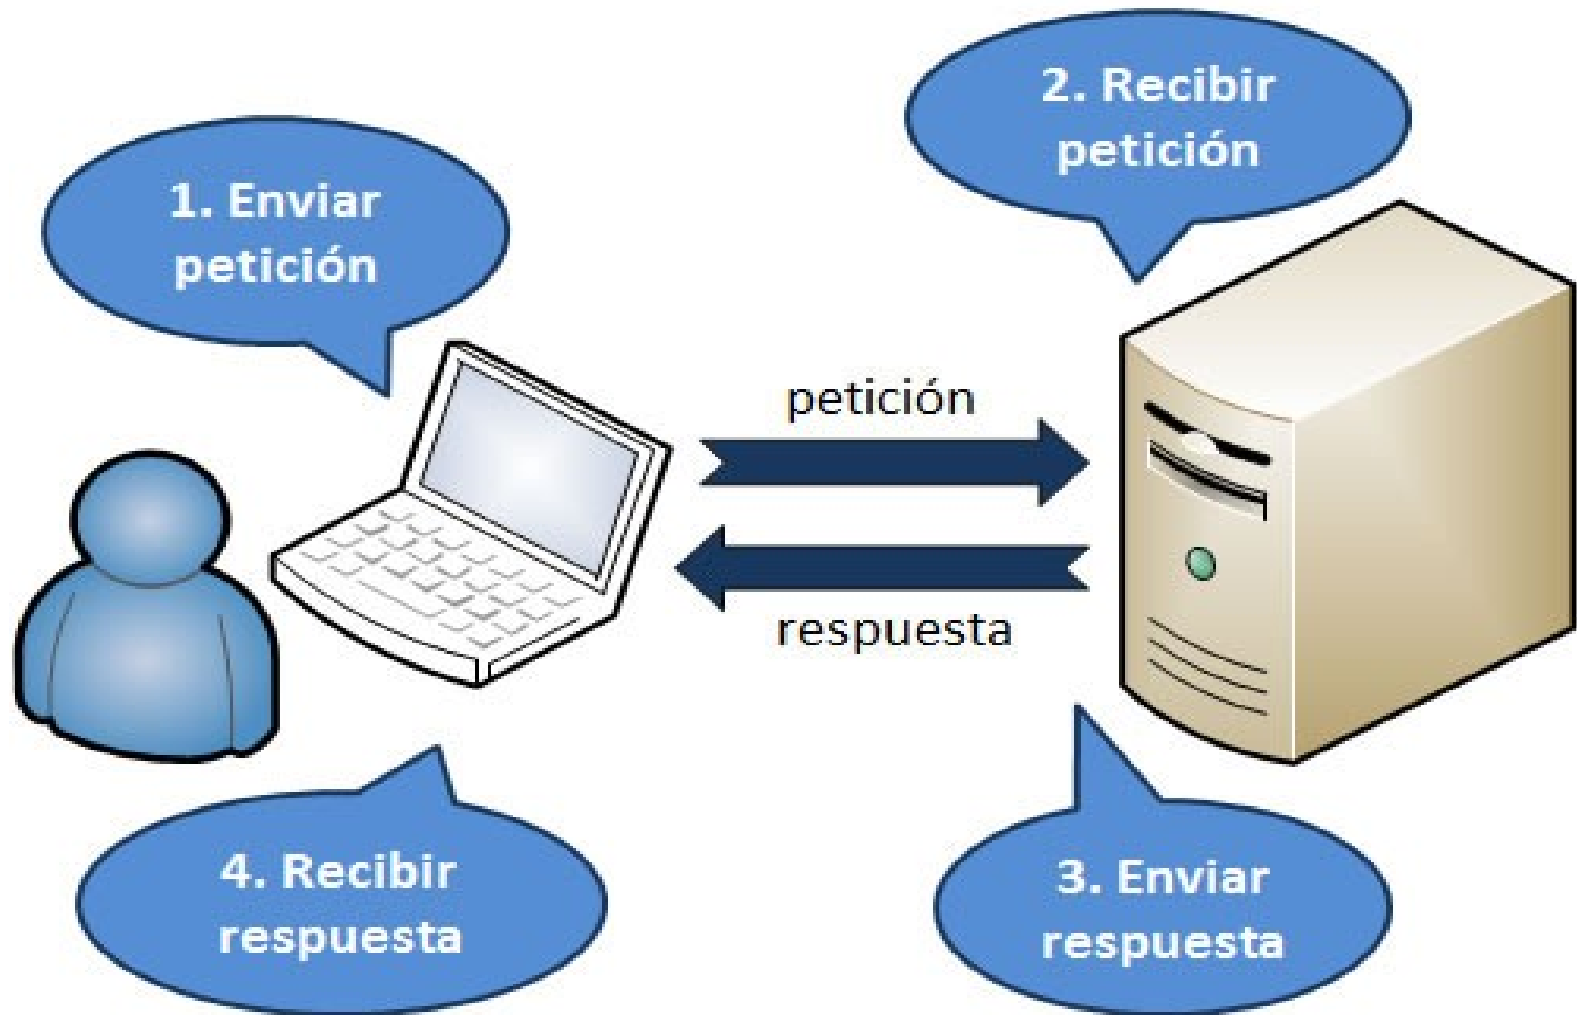 1. Enviar
petición
2. Recibir
petición
petición
respuesta
3. Enviar
respuesta
4. Recibir
respuesta